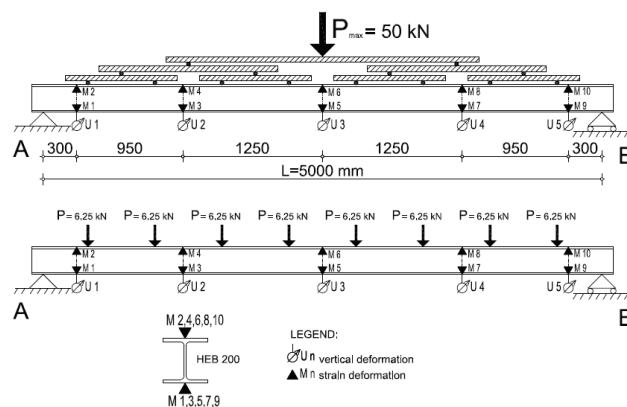 P max = 50 kN
M 2 M 4 M 6 M 8 M 10
M 1 M 3 M 5 M 7 M 9
A U 1 U 2 U 3 U 4 U 5
300 950 1250 1250 950 300
L=5000 mm
P= 6,25 kN P= 6,25 kN P= 6,25 kN P= 6,25 kN P= 6,25 kN P= 6,25 kN P= 6,25 kN P= 6,25 kN
M 2 M 4 M 6 M 8 M 10
M 1 M 3 M 5 M 7 M 9
A U 1 U 2 U 3 U 4 U 5
M 2,4,6,8,10
HEB 200
M 1,3,5,7,9
LEGEND:
Un vertical deformation
Mn strain deformation